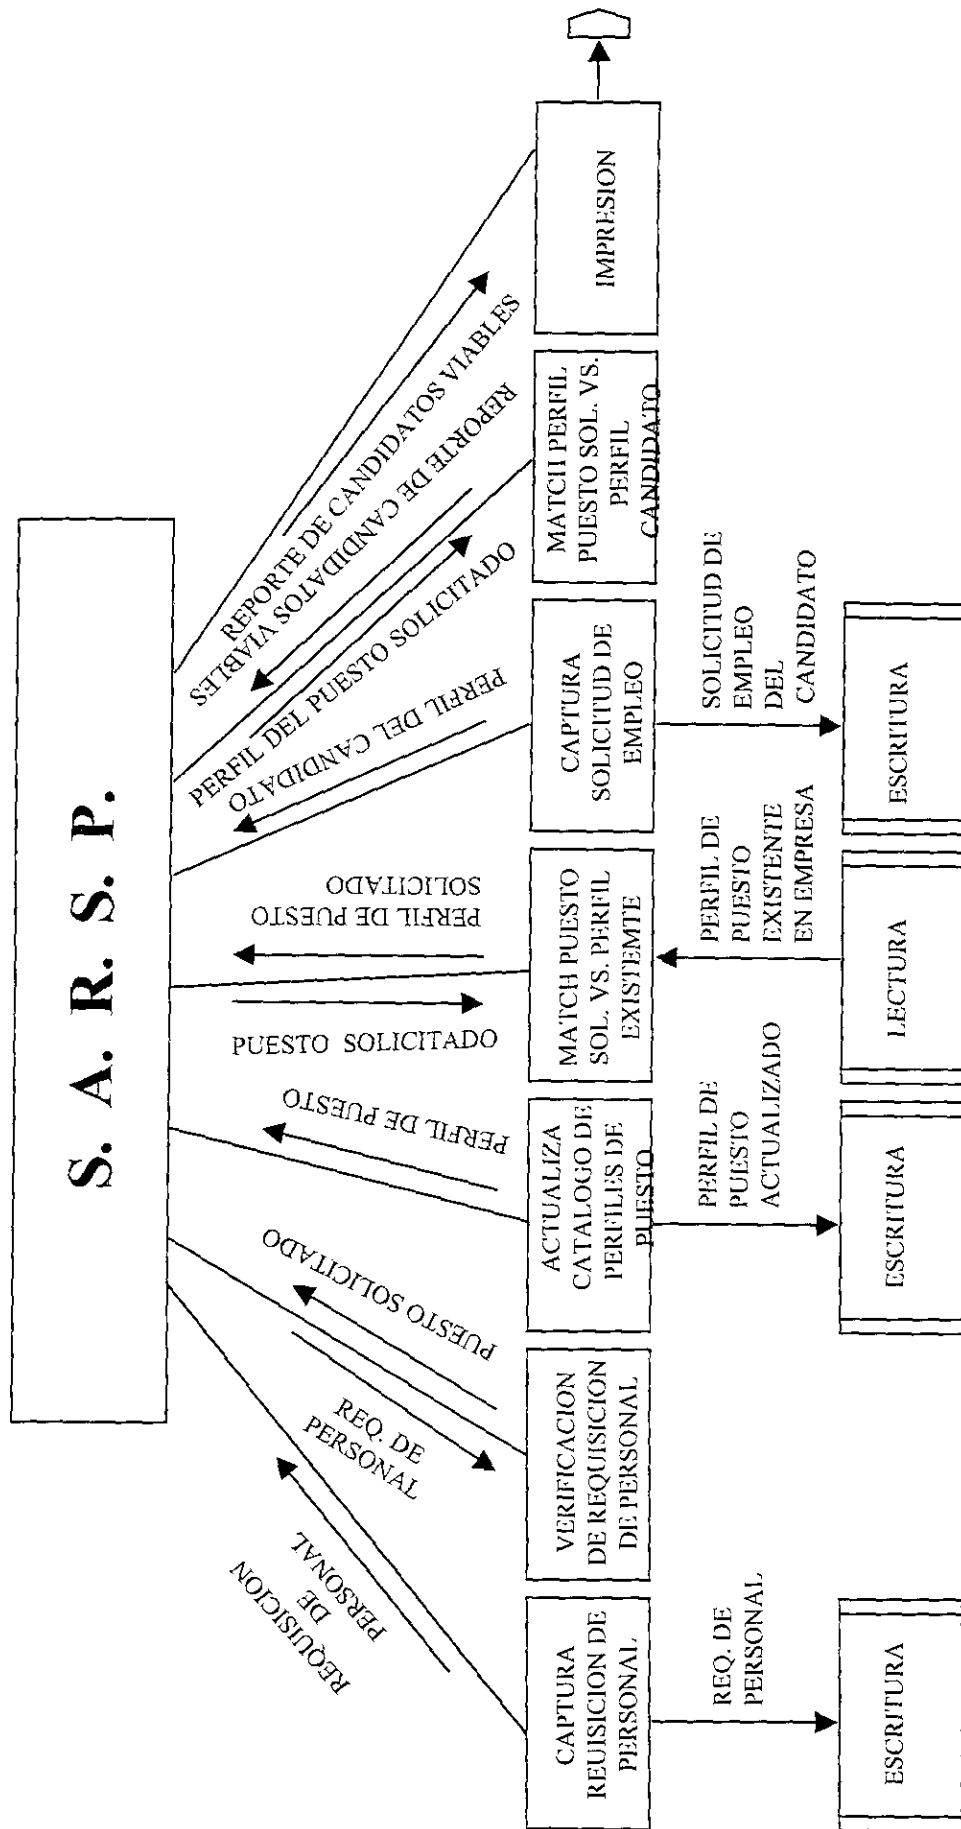 S. A. R. S. P.
REQUISICION
DE
PERSONAL
REQ. DE
PERSONAL
PUESTO SOLICITADO
PERFIL DE PUESTO
PUESTO SOLICITADO
PERFIL DE PUESTO
SOLICITADO
PERFIL DEL CANDIDATO
PERFIL DEL PUESTO SOLICITADO
REPORTE DE CANDIDATOS VIABLES
REPORTE DE CANDIDATOS VIABLES
CAPTURA
REUISICION DE
PERSONAL
VERIFICACION
DE REQUISICION
DE PERSONAL
ACTUALIZA
CATALOGO DE
PERFILES DE
PUESTO
MATCH PUESTO
SOL. VS. PERFIL
EXISTEMTE
CAPTURA
SOLICITUD DE
EMPLEO
MATCH PERFIL
PUESTO SOL. VS.
PERFIL
CANDIDATO
IMPRESION
REQ. DE
PERSONAL
PERFIL DE
PUESTO
ACTUALIZADO
PERFIL DE
PUESTO
EXISTENTE
EN EMPRESA
SOLICITUD DE
EMPLEO
DEL
CANDIDATO
ESCRITURA
ESCRITURA
LECTURA
ESCRITURA